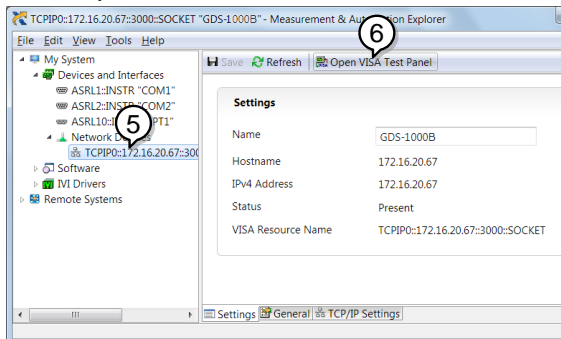 TCPIP0::172.16.20.67::3000::SOCKET "GDS-1000B" - Measurement & Automation Explorer
File Edit View Tools Help
My System
Devices and Interfaces
ASRL1::INSTR "COM1"
ASRL2::INSTR "COM2"
ASRL10::
Network
TCPIP0::172.16.20.67::300
Software
IVI Drivers
Remote Systems
5
6
Save Refresh Open VISA Test Panel
Settings
Name GDS-1000B
Hostname 172.16.20.67
IPv4 Address 172.16.20.67
Status Present
VISA Resource Name TCPIP0::172.16.20.67::3000::SOCKET
Settings General TCP/IP Settings